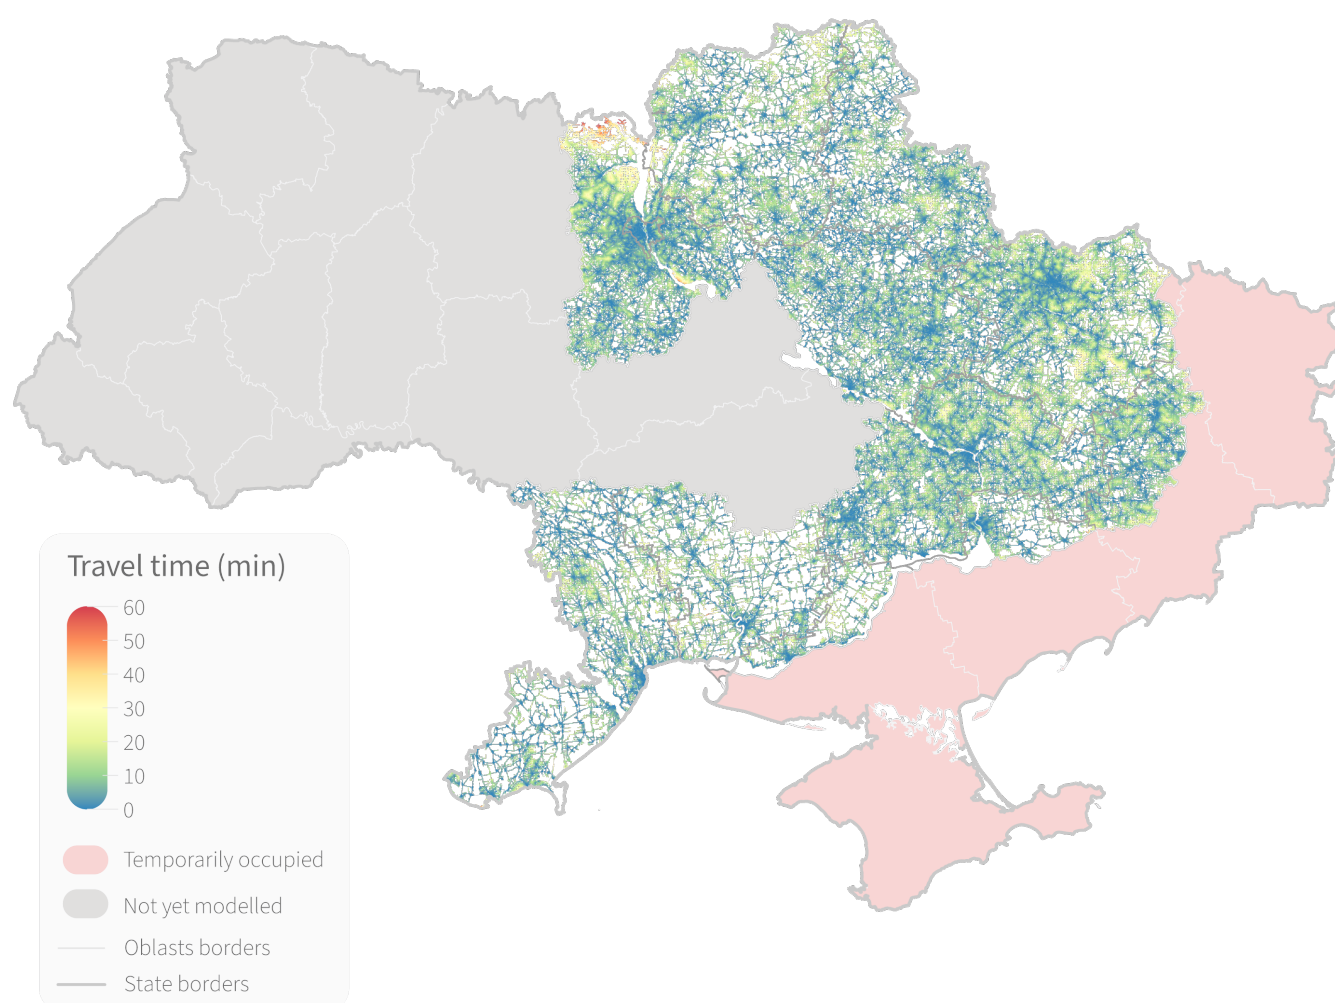 Travel time (min)
60
50
40
30
20
10
0
Temporarily occupied
Not yet modelled
Oblasts borders
State borders